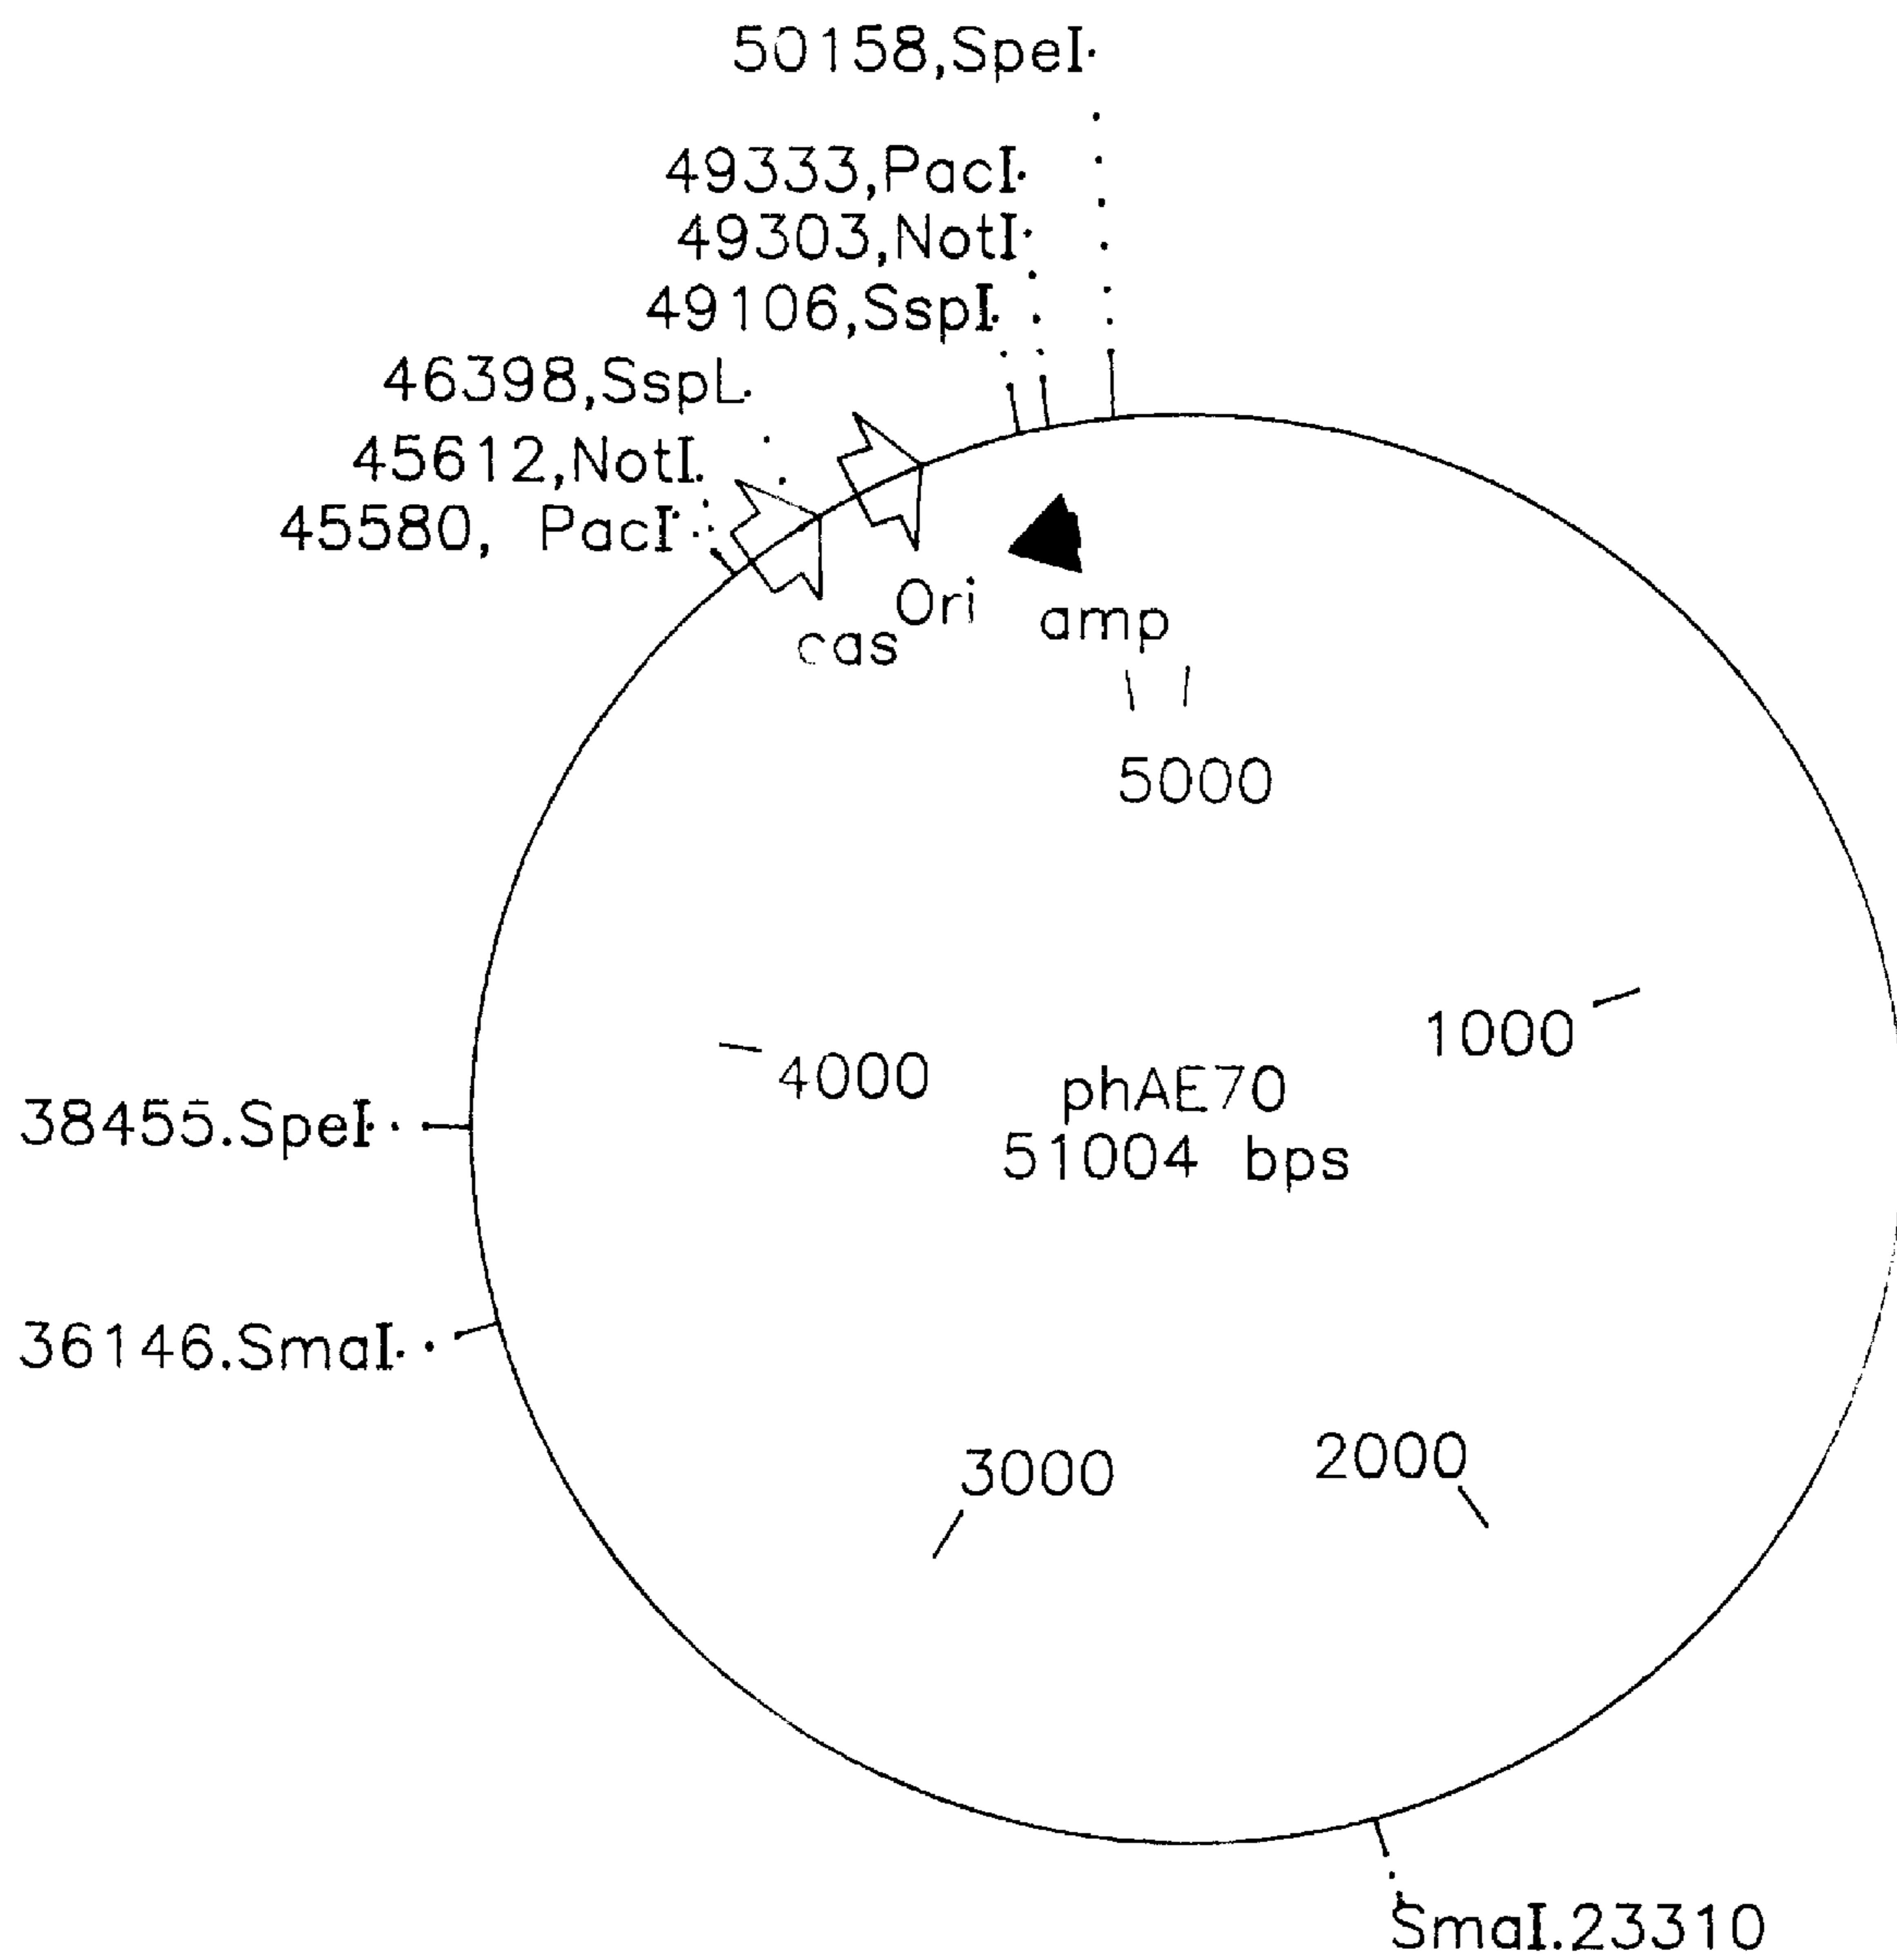 50158,SpeI
49333,PacI
49303,NotI
49106,SspI
46398,SspL
45612,NotI
45580, PacI
Ori
cas
amp
5000
1000
4000
phAE70
51004 bps
38455.SpeI
36146.SmaI
3000
2000
SmaI.23310